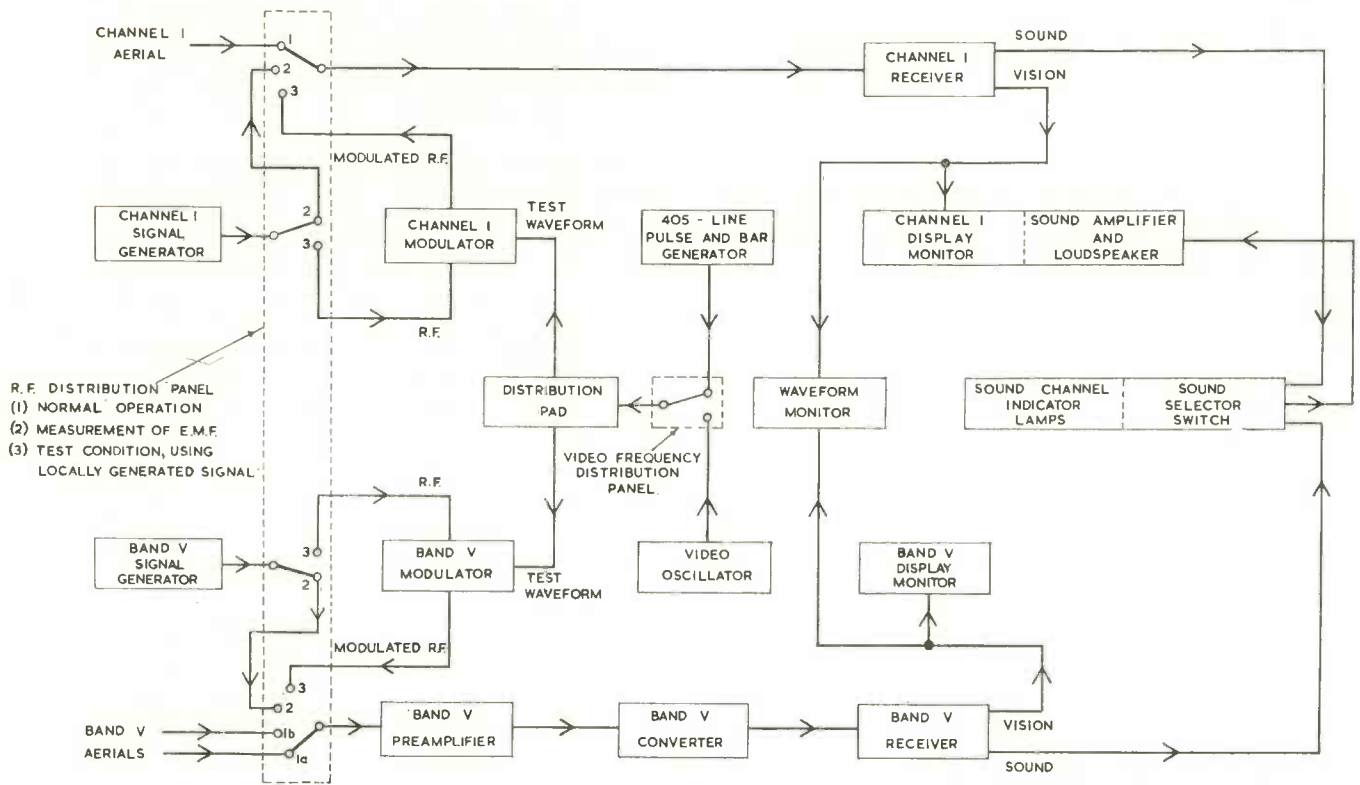 CHANNEL I
AERIAL
1
2
3
MODULATED R.F.
CHANNEL I
SIGNAL
GENERATOR
2
3
CHANNEL I
MODULATOR
TEST
WAVEFORM
R.F.
405 - LINE
PULSE AND BAR
GENERATOR
CHANNEL I
RECEIVER
SOUND
VISION
CHANNEL I
DISPLAY
MONITOR
SOUND AMPLIFIER
AND
LOUDSPEAKER
R.F. DISTRIBUTION PANEL
(1) NORMAL OPERATION
(2) MEASUREMENT OF E.M.F.
(3) TEST CONDITION, USING
LOCALLY GENERATED SIGNAL
DISTRIBUTION
PAD
VIDEO FREQUENCY
DISTRIBUTION
PANEL.
WAVEFORM
MONITOR
SOUND CHANNEL
INDICATOR
LAMPS
SOUND
SELECTOR
SWITCH
R.F.
BAND V
SIGNAL
GENERATOR
3
2
BAND V
MODULATOR
TEST
WAVEFORM
VIDEO
OSCILLATOR
BAND V
DISPLAY
MONITOR
MODULATED R.F.
3
2
1b
1a
BAND V
AERIALS
BAND V
PREAMPLIFIER
BAND V
CONVERTER
BAND V
RECEIVER
VISION
SOUND